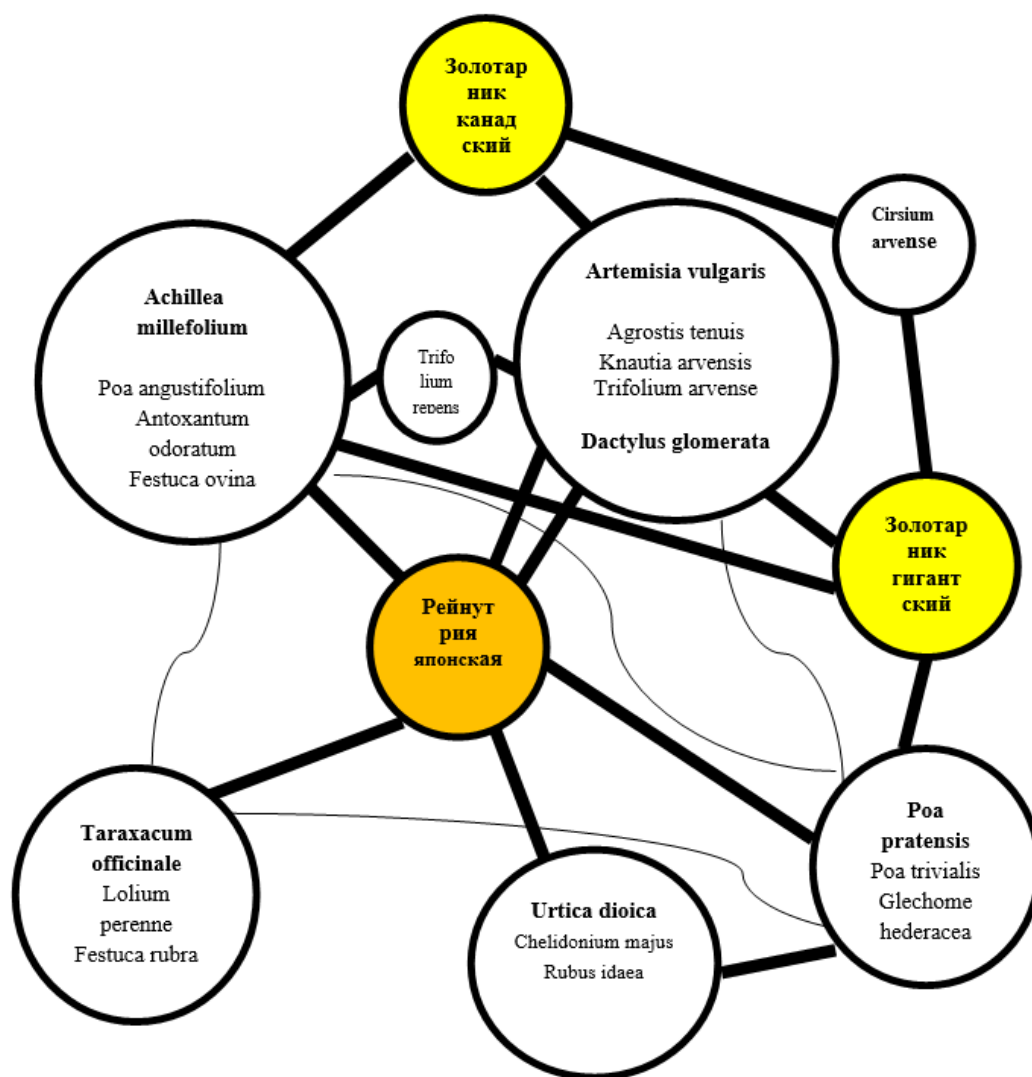 Золотар
ник
канад
ский
Cirsium
arvense
Achillea
millefolium
Poa angustifolium
Antoxantum
odoratum
Festuca ovina
Trifo
lium
repens
Artemisia vulgaris
Agrostis tenuis
Knautia arvensis
Trifolium arvense
Dactylus glomerata
Золотар
ник
гигант
ский
Рейнут
рия
японская
Taraxacum
officinale
Lolium
perenne
Festuca rubra
Urtica dioica
Chelidonium majus
Rubus idaea
Poa
pratensis
Poa trivialis
Glechome
hederacea